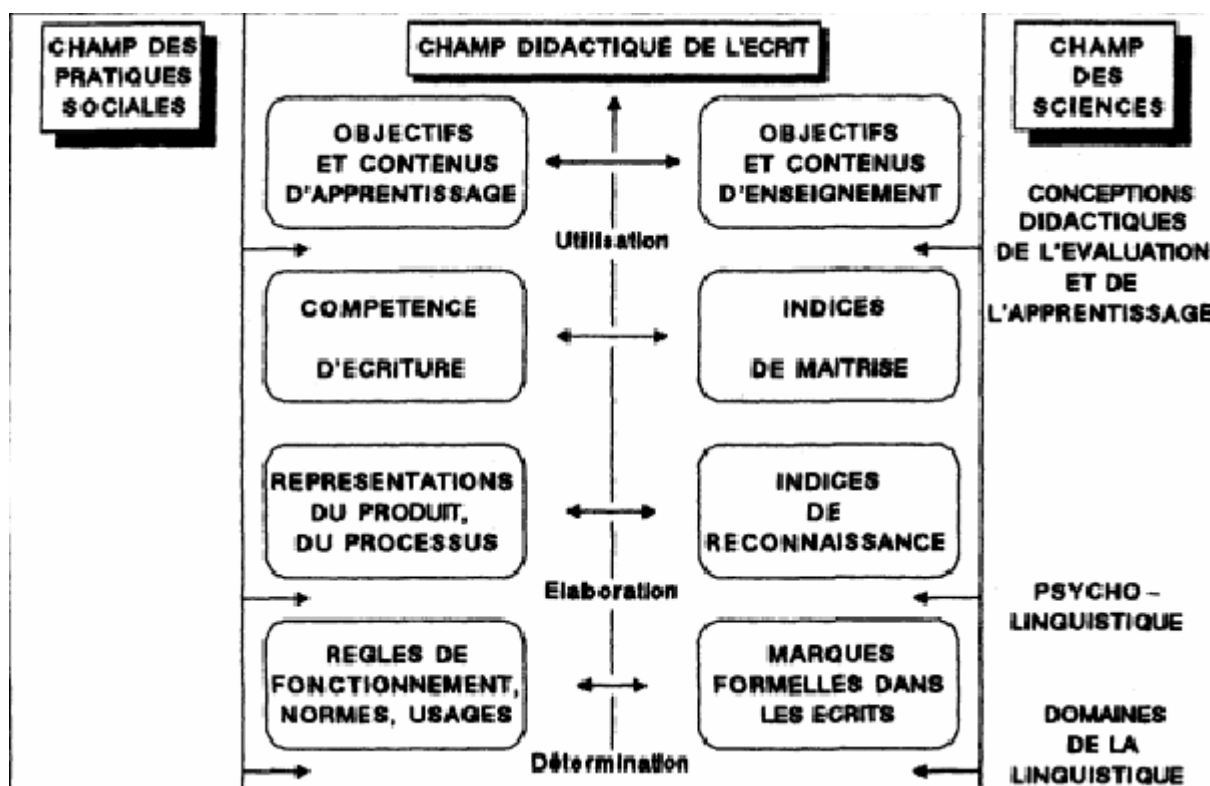 CHAMP DES
PRATIQUES
SOCIALES
CHAMP DIDACTIQUE DE L'ECRIT
CHAMP
DES
SCIENCES
OBJECTIFS
ET CONTENUS
D'APPRENTISSAGE
OBJECTIFS
ET CONTENUS
D'ENSEIGNEMENT
CONCEPTIONS
DIDACTIQUES
DE L'EVALUATION
ET DE
L'APPRENTISSAGE
Utilisation
COMPETENCE
D'ECRITURE
INDICES
DE MAITRISE
REPRESENTATIONS
DU PRODUIT,
DU PROCESSUS
INDICES
DE
RECONNAISSANCE
Elaboration
PSYCHO –
LINGUISTIQUE
REGLES DE
FONCTIONNEMENT,
NORMES, USAGES
MARQUES
FORMELLES DANS
LES ECRITS
DOMAINES
DE LA
LINGUISTIQUE
Détermination